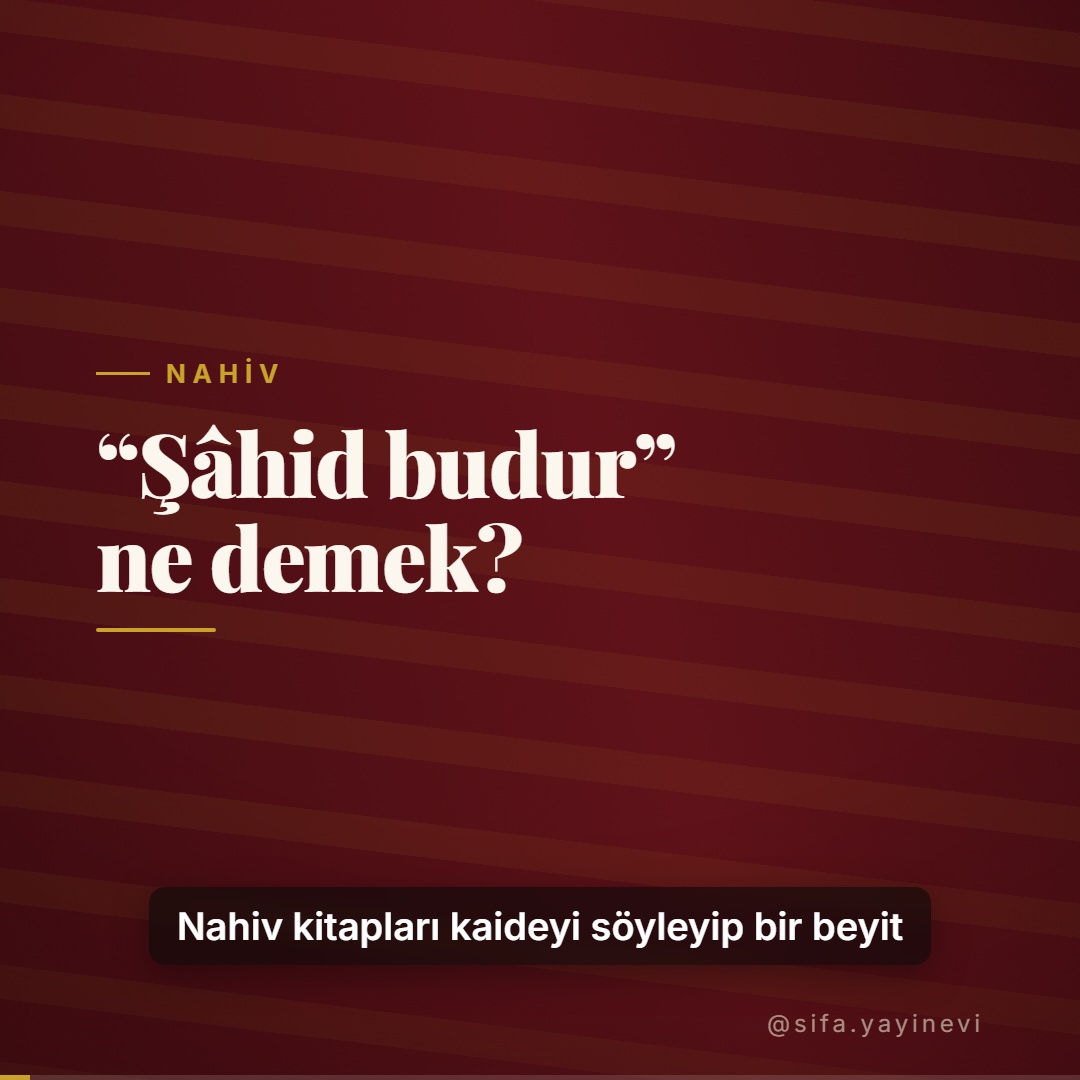 NAHİV
“Şâhid budur”
ne demek?
Nahiv kitapları kaideyi söyleyip bir beyit
@sifa.yayinevi